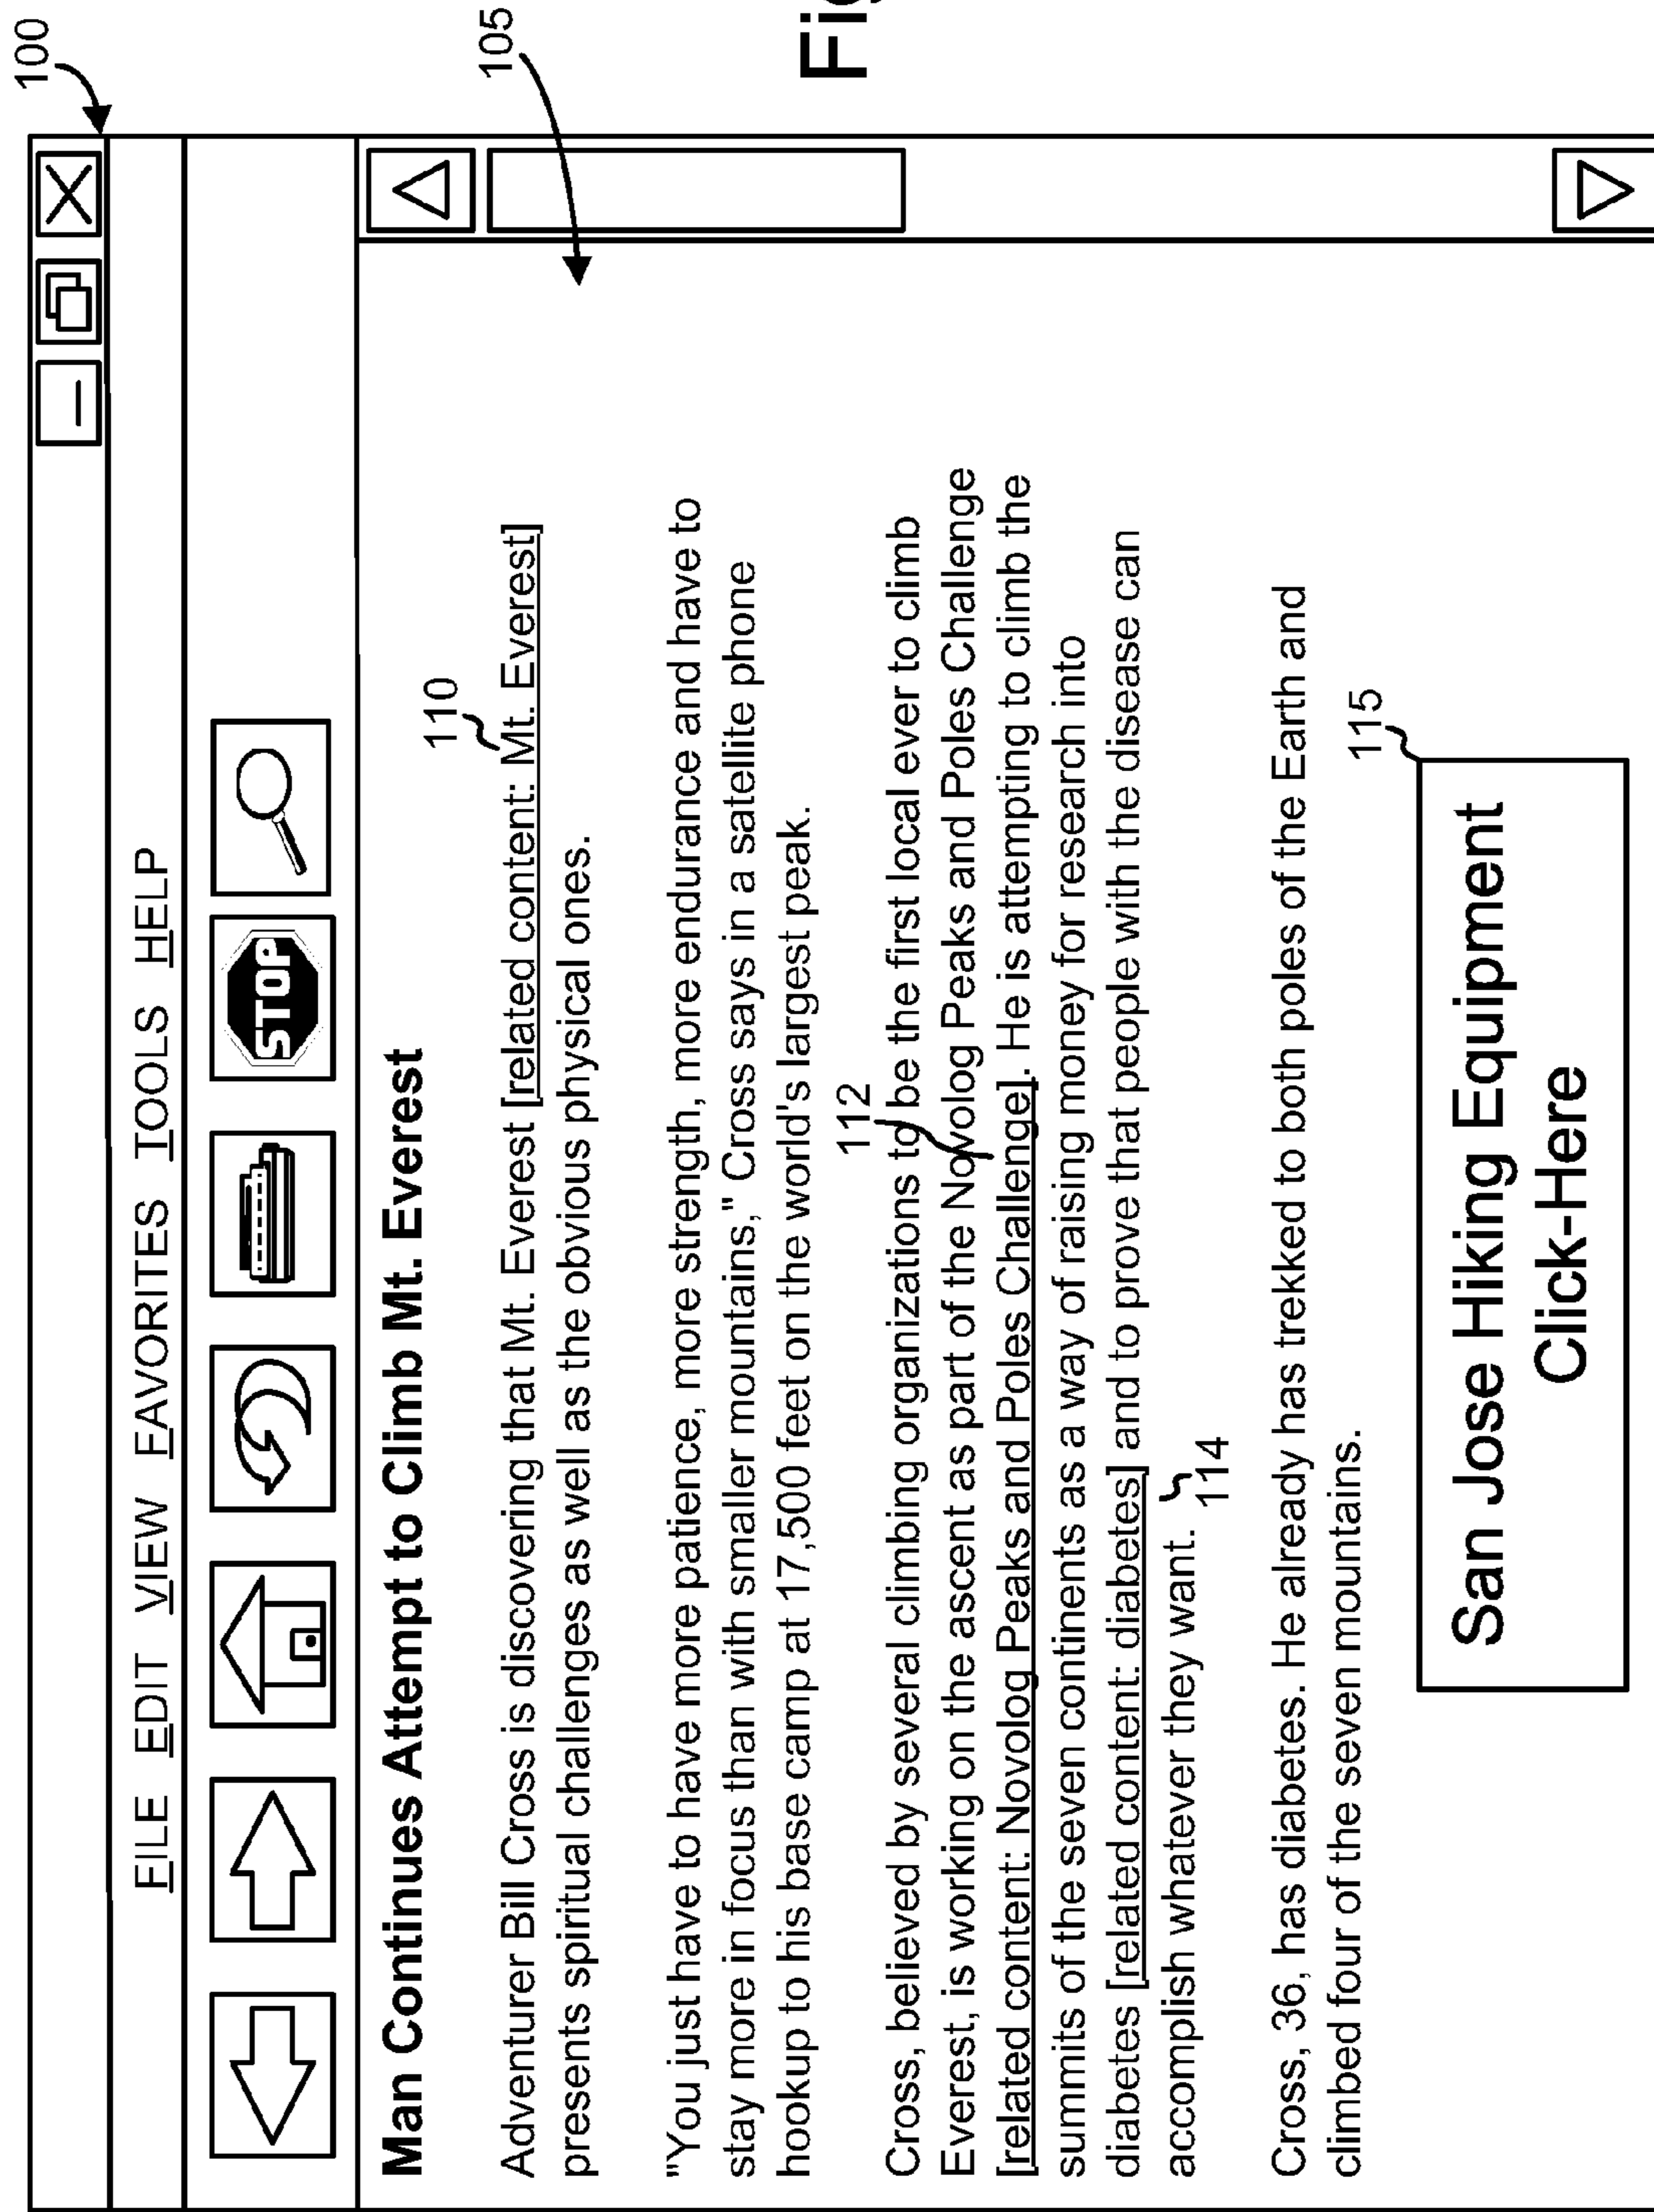 100
FILE EDIT VIEW FAVORITES TOOLS HELP
STOP
105
Man Continues Attempt to Climb Mt. Everest
110
Adventurer Bill Cross is discovering that Mt. Everest [related content: Mt. Everest]
presents spiritual challenges as well as the obvious physical ones.
"You just have to have more patience, more strength, more endurance and have to
stay more in focus than with smaller mountains," Cross says in a satellite phone
hookup to his base camp at 17,500 feet on the world's largest peak.
112
Cross, believed by several climbing organizations to be the first local ever to climb
Everest, is working on the ascent as part of the Novolog Peaks and Poles Challenge
[related content: Novolog Peaks and Poles Challenge]. He is attempting to climb the
summits of the seven continents as a way of raising money for research into
diabetes [related content: diabetes] and to prove that people with the disease can
accomplish whatever they want.
114
Cross, 36, has diabetes. He already has trekked to both poles of the Earth and
climbed four of the seven mountains.
115
San Jose Hiking Equipment
Click-Here